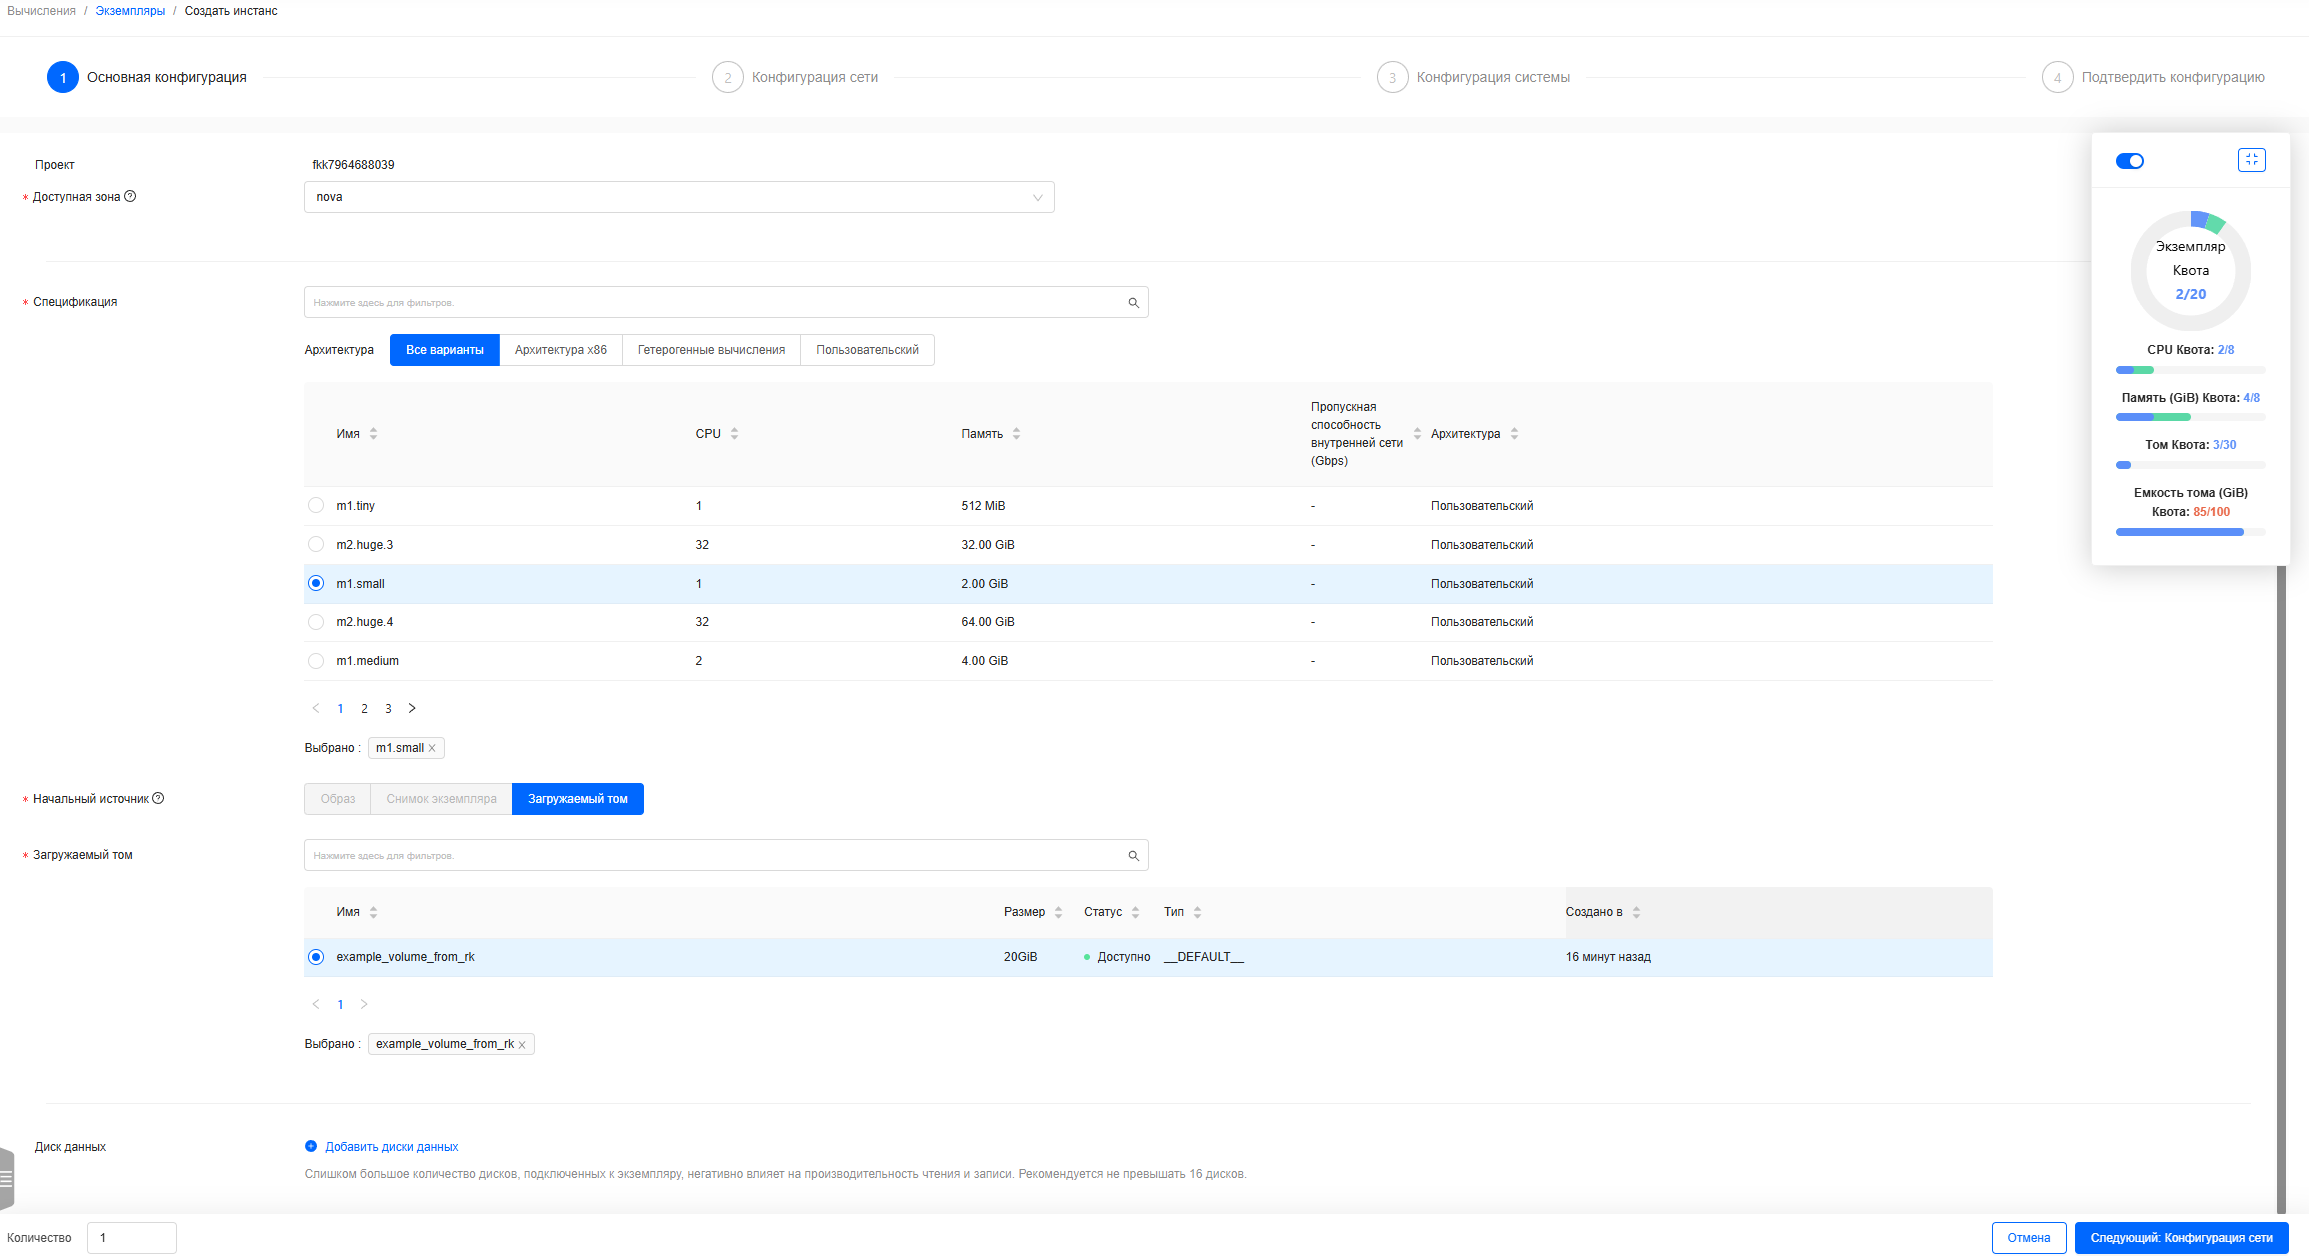 Вычисления / Экземпляры / Создать инстанс
1 Основная конфигурация
2 Конфигурация сети
3 Конфигурация системы
4 Подтвердить конфигурацию
Проект fkk7964688039
* Доступная зона nova
* Спецификация Нажмите здесь для фильтров.
Архитектура Все варианты Архитектура x86 Гетерогенные вычисления Пользовательский
Имя CPU Память Пропускная способность внутренней сети (Gbps) Архитектура
m1.tiny 1 512 MiB - Пользовательский
m2.huge.3 32 32.00 GiB - Пользовательский
m1.small 1 2.00 GiB - Пользовательский
m2.huge.4 32 64.00 GiB - Пользовательский
m1.medium 2 4.00 GiB - Пользовательский
< 1 2 3 >
Выбрано : m1.small
* Начальный источник Образ Снимок экземпляра Загружаемый том
* Загружаемый том Нажмите здесь для фильтров.
Имя Размер Статус Тип Создано в
example_volume_from_rk 20GiB Доступно __DEFAULT__ 16 минут назад
< 1 >
Выбрано : example_volume_from_rk
Диск данных Добавить диски данных
Слишком большое количество дисков, подключенных к экземпляру, негативно влияет на производительность чтения и записи. Рекомендуется не превышать 16 дисков.
Экземпляр
Квота
2/20
CPU Квота: 2/8
Память (GiB) Квота: 4/8
Том Квота: 3/30
Емкость тома (GiB)
Квота: 85/100
Количество 1
Отмена Следующий: Конфигурация сети